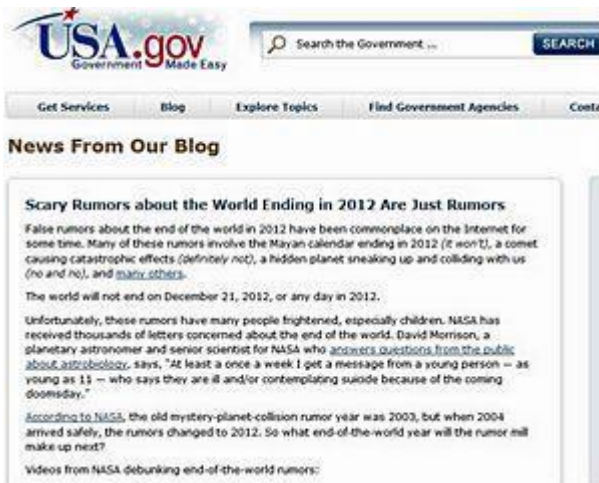 USA.gov
Government Made Easy
Search the Government ...
SEARCH
Get Services Blog Explore Topics Find Government Agencies Conta
News From Our Blog
Scary Rumors about the World Ending in 2012 Are Just Rumors
False rumors about the end of the world in 2012 have been commonplace on the Internet for
some time. Many of these rumors involve the Mayan calendar ending in 2012 (it won't), a comet
causing catastrophic effects (definitely not), a hidden planet sneaking up and colliding with us
(no and no), and many others.
The world will not end on December 21, 2012, or any day in 2012.
Unfortunately, these rumors have many people frightened, especially children. NASA has
received thousands of letters concerned about the end of the world. David Morrison, a
planetary astronomer and senior scientist for NASA who answers questions from the public
about astrobiology, says, "At least a once a week I get a message from a young person — as
young as 11 — who says they are ill and/or contemplating suicide because of the coming
doomsday."
According to NASA, the old mystery-planet-collision rumor year was 2003, but when 2004
arrived safely, the rumors changed to 2012. So what end-of-the-world year will the rumor mill
make up next?
Videos from NASA debunking end-of-the-world rumors: